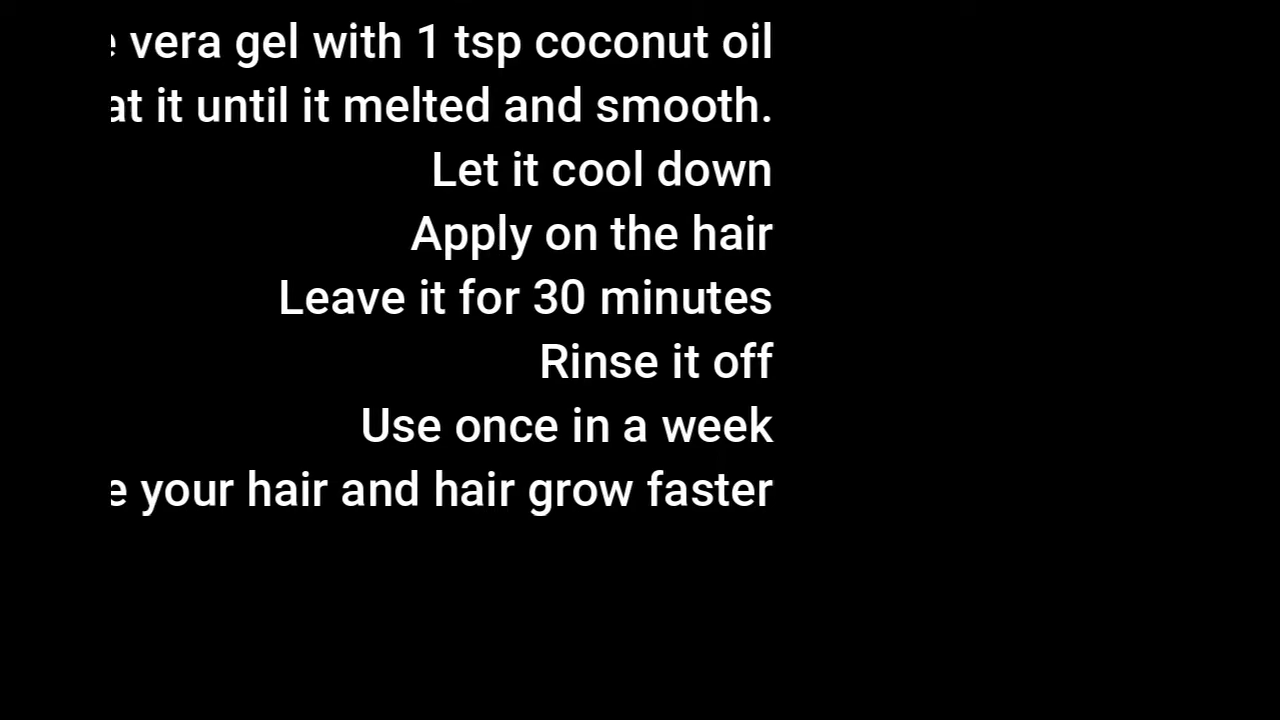 vera gel with 1 tsp coconut oil
it until it melted and smooth.
Let it cool down
Apply on the hair
Leave it for 30 minutes
Rinse it off
Use once in a week
your hair and hair grow faster